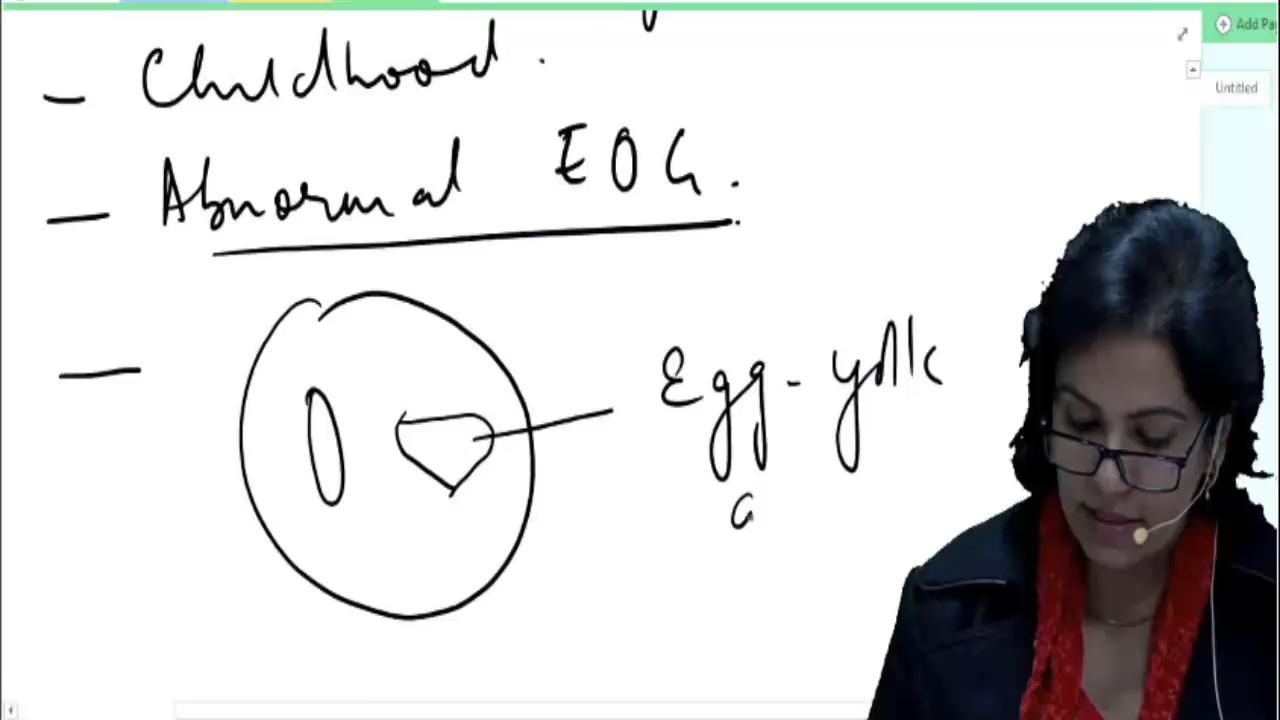 Add Pa
Untitled
- Childhood.
- Abnormal EOG.
- Egg-yolk
a